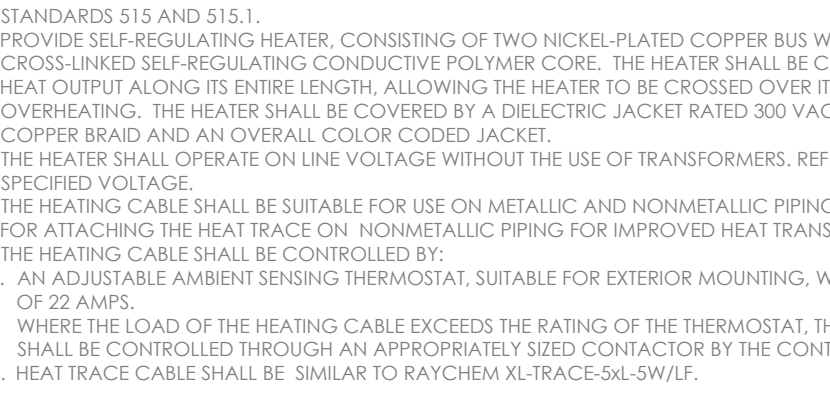 STANDARDS 515 AND 515.1.
PROVIDE SELF-REGULATING HEATER, CONSISTING OF TWO NICKEL-PLATED COPPER BUS W
CROSS-LINKED SELF-REGULATING CONDUCTIVE POLYMER CORE. THE HEATER SHALL BE C
HEAT OUTPUT ALONG ITS ENTIRE LENGTH, ALLOWING THE HEATER TO BE CROSSED OVER IT
OVERHEATING. THE HEATER SHALL BE COVERED BY A DIELECTRIC JACKET RATED 300 VAC
COPPER BRAID AND AN OVERALL COLOR CODED JACKET.
THE HEATER SHALL OPERATE ON LINE VOLTAGE WITHOUT THE USE OF TRANSFORMERS. REF
SPECIFIED VOLTAGE.
THE HEATING CABLE SHALL BE SUITABLE FOR USE ON METALLIC AND NONMETALLIC PIPING
FOR ATTACHING THE HEAT TRACE ON NONMETALLIC PIPING FOR IMPROVED HEAT TRANS
THE HEATING CABLE SHALL BE CONTROLLED BY:
. AN ADJUSTABLE AMBIENT SENSING THERMOSTAT, SUITABLE FOR EXTERIOR MOUNTING, W
OF 22 AMPS.
WHERE THE LOAD OF THE HEATING CABLE EXCEEDS THE RATING OF THE THERMOSTAT, TH
SHALL BE CONTROLLED THROUGH AN APPROPRIATELY SIZED CONTACTOR BY THE CONT
. HEAT TRACE CABLE SHALL BE SIMILAR TO RAYCHEM XL-TRACE-5xL-5W/LF.